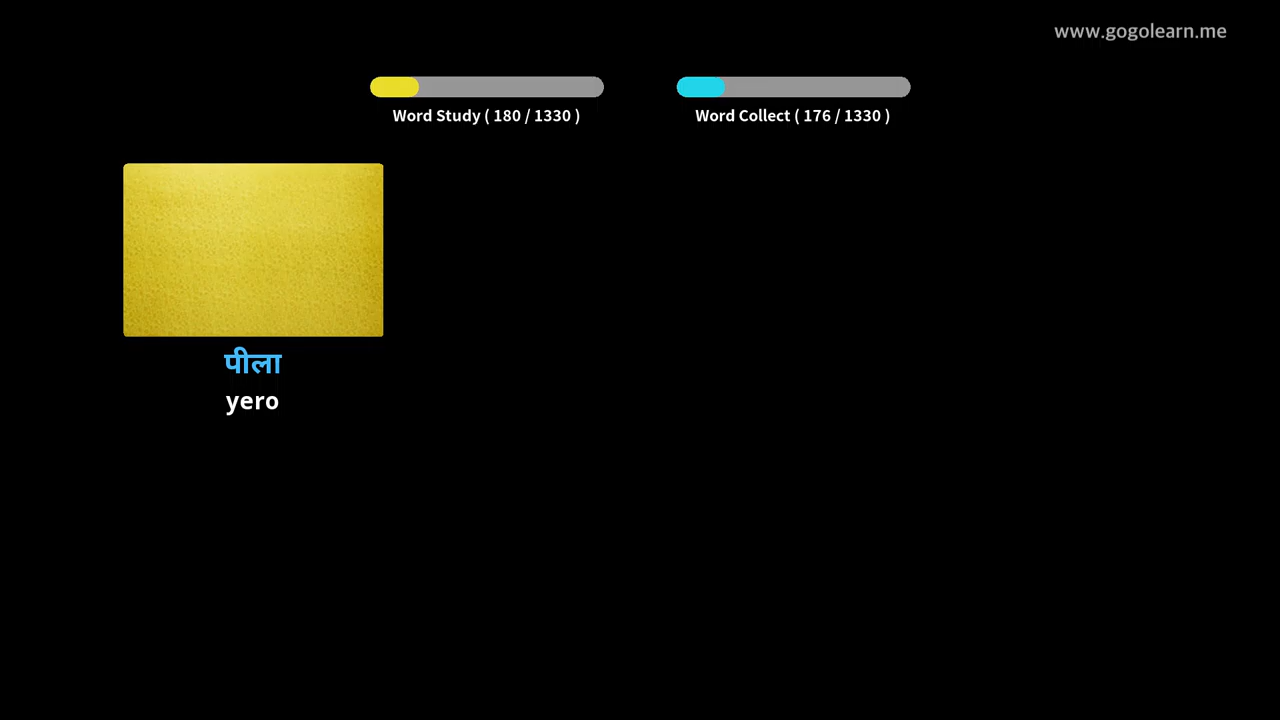 www.gogolearn.me
Word Study ( 180 / 1330 )
Word Collect ( 176 / 1330 )
पीला
yero